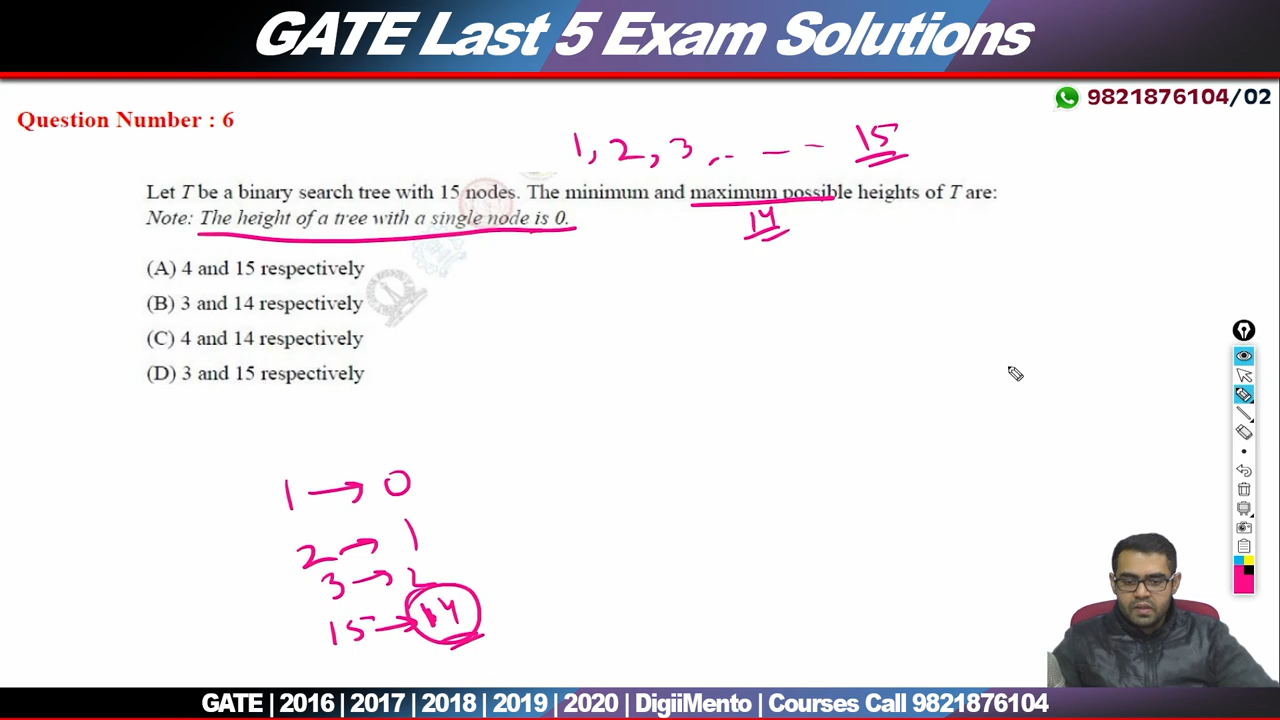 GATE Last 5 Exam Solutions
9821876104/02
Question Number : 6
1, 2, 3, .. — - 15
Let T be a binary search tree with 15 nodes. The minimum and maximum possible heights of T are:
14
Note: The height of a tree with a single node is 0.
(A) 4 and 15 respectively
(B) 3 and 14 respectively
(C) 4 and 14 respectively
(D) 3 and 15 respectively
1 → 0
2 → 1
3 → 2
15 → 14
GATE | 2016 | 2017 | 2018 | 2019 | 2020 | DigiiMento | Courses Call 9821876104